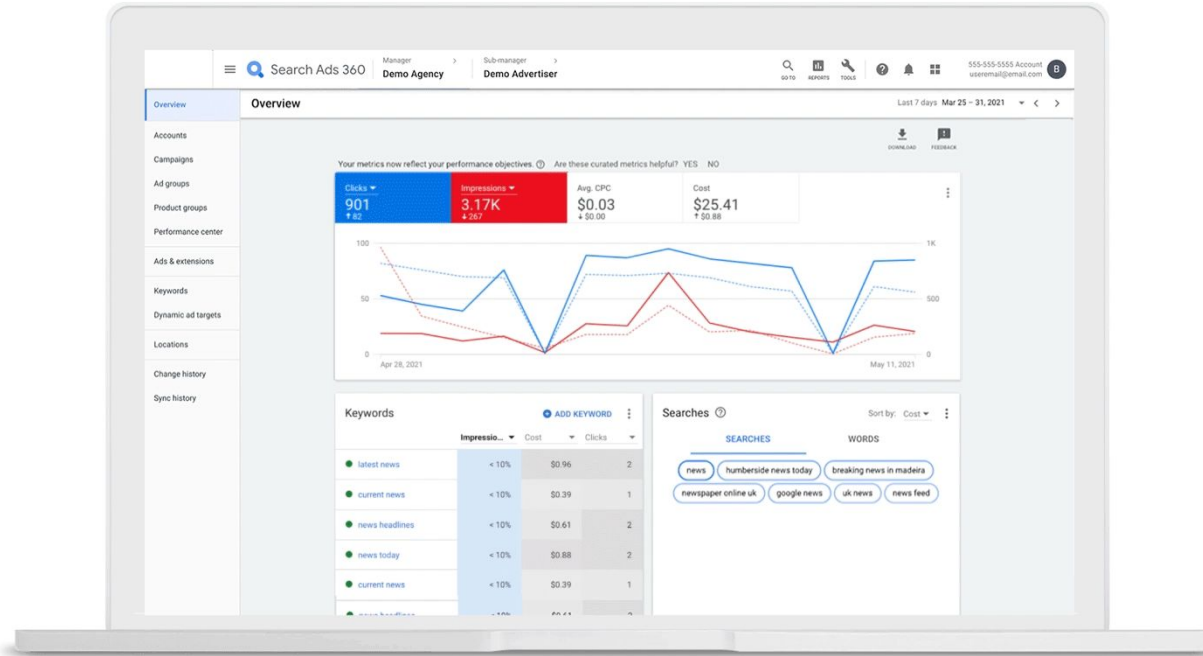 Search Ads 360
Manager
Demo Agency
Sub-manager
Demo Advertiser
GO TO
REPORTS
TOOLS
555-555-5555 Account
useremail@email.com
B
Overview
Accounts
Campaigns
Ad groups
Product groups
Performance center
Ads & extensions
Keywords
Dynamic ad targets
Locations
Change history
Sync history
Overview
Last 7 days Mar 25 – 31, 2021
DOWNLOAD
FEEDBACK
Your metrics now reflect your performance objectives. Are these curated metrics helpful? YES NO
Clicks
901
82
Impressions
3.17K
267
Avg. CPC
$0.03
$0.00
Cost
$25.41
$0.88
100
50
0
1K
500
0
Apr 28, 2021
May 11, 2021
Keywords
ADD KEYWORD
Impressio... Cost Clicks
latest news < 10% $0.96 2
current news < 10% $0.39 1
news headlines < 10% $0.61 2
news today < 10% $0.88 2
current news < 10% $0.39 1
Searches
Sort by: Cost
SEARCHES WORDS
news humberside news today breaking news in madeira
newspaper online uk google news uk news news feed